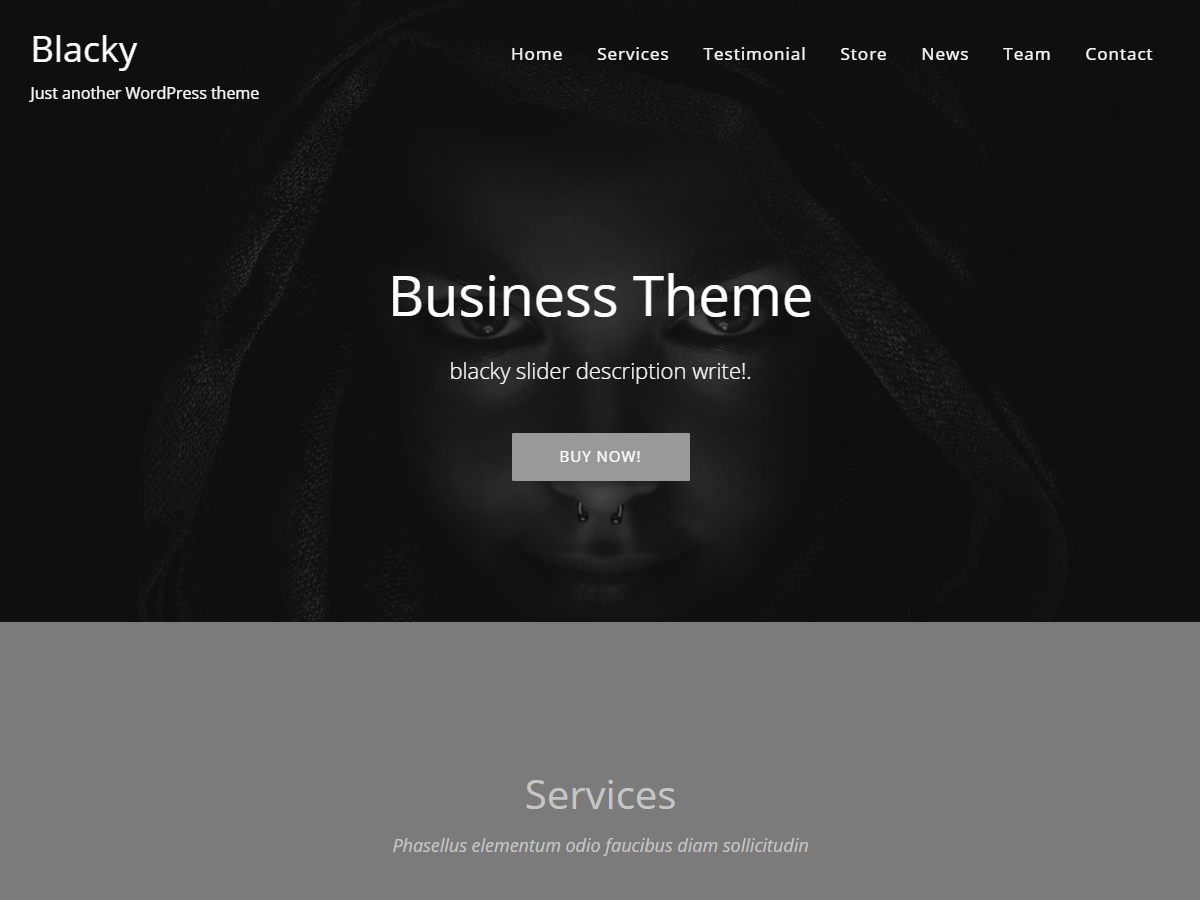 Blacky
Just another WordPress theme
Home Services Testimonial Store News Team Contact
Business Theme
blacky slider description write!.
BUY NOW!
Services
Phasellus elementum odio faucibus diam sollicitudin